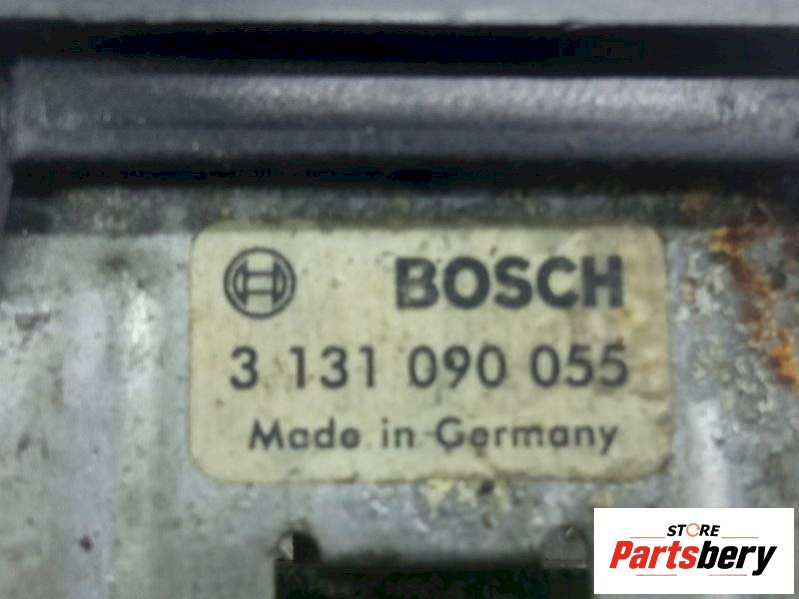 BOSCH
3 131 090 055
Made in Germany
STORE
Partsbery